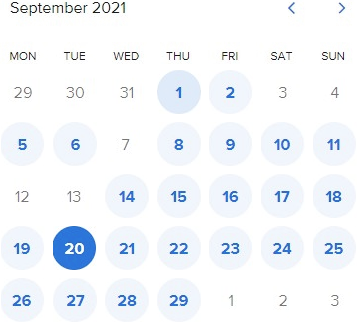 September 2021
MON TUE WED THU FRI SAT SUN
29 30 31 1 2 3 4
5 6 7 8 9 10 11
12 13 14 15 16 17 18
19 20 21 22 23 24 25
26 27 28 29 1 2 3